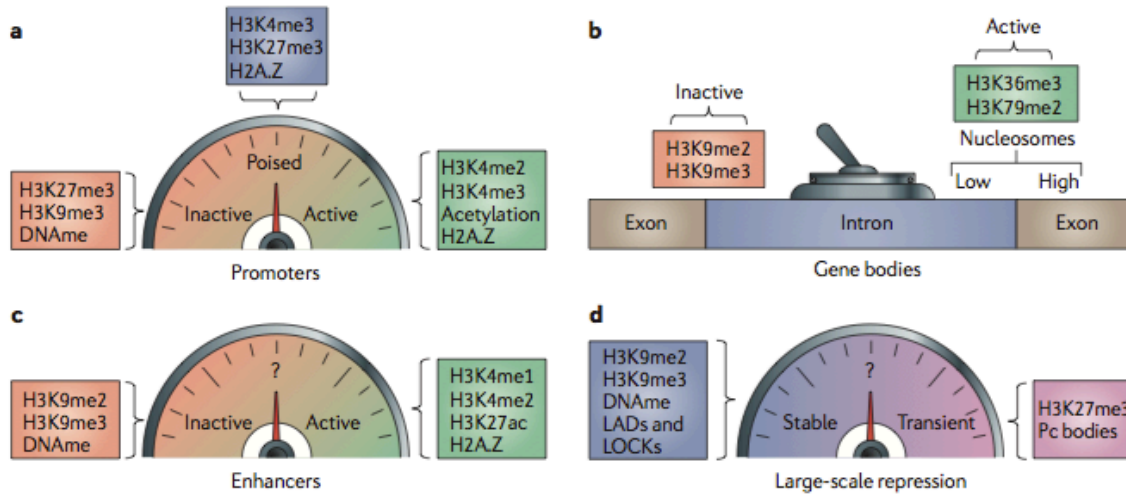 a
H3K4me3
H3K27me3
H2A.Z
Poised
H3K27me3
H3K9me3
DNAme
Inactive
Active
H3K4me2
H3K4me3
Acetylation
H2A.Z
Promoters
b
Inactive
H3K9me2
H3K9me3
Active
H3K36me3
H3K79me2
Nucleosomes
Low
High
Exon
Intron
Exon
Gene bodies
c
H3K9me2
H3K9me3
DNAme
?
Inactive
Active
H3K4me1
H3K4me2
H3K27ac
H2A.Z
Enhancers
d
H3K9me2
H3K9me3
DNAme
LADs and
LOCKs
?
Stable
Transient
H3K27me3
Pc bodies
Large-scale repression